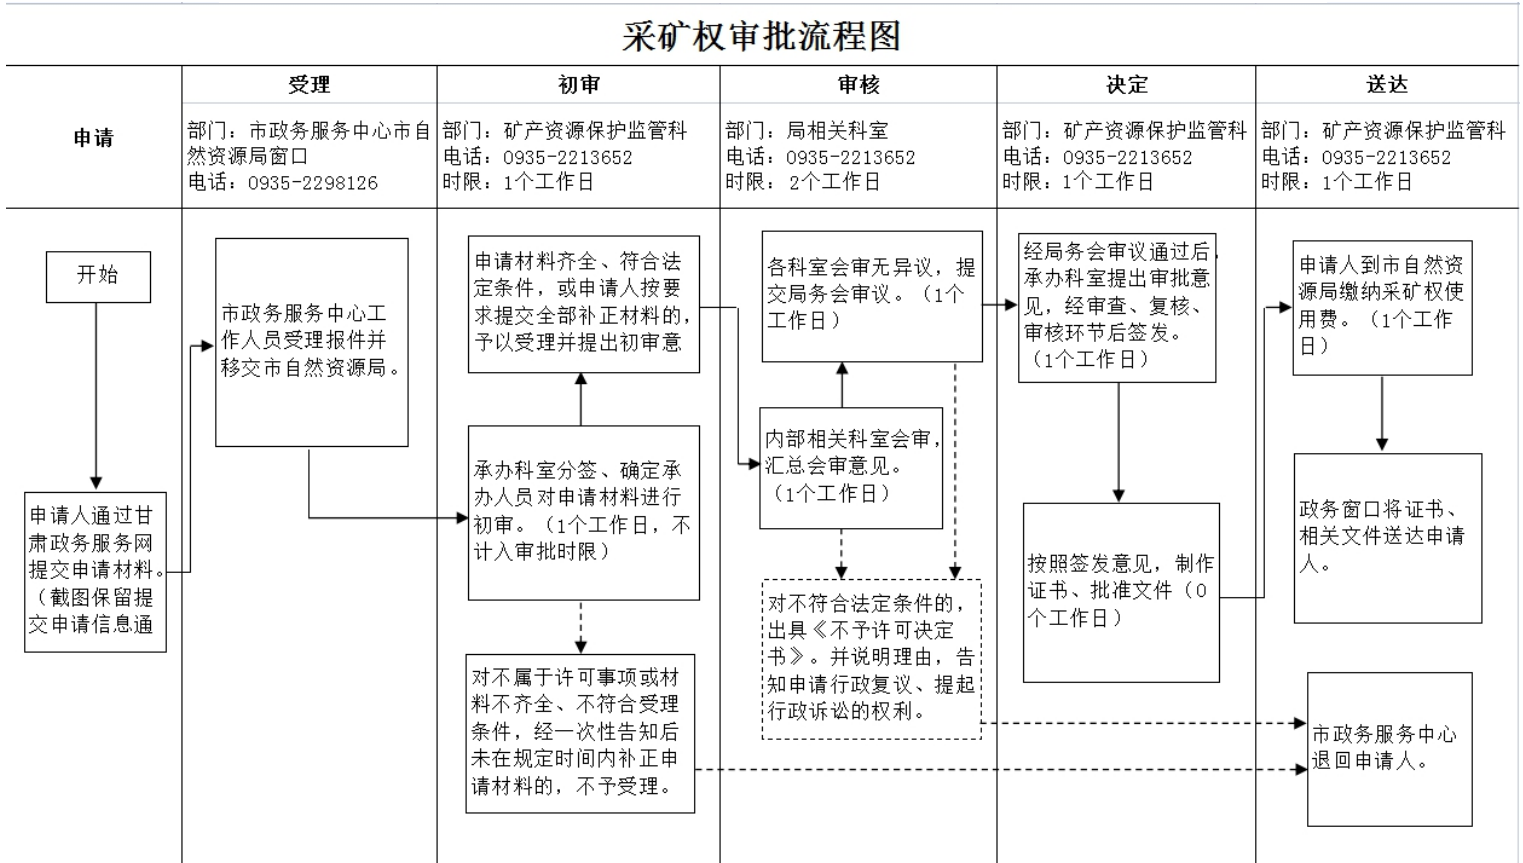 采矿权审批流程图
申请
受理
部门：市政务服务中心市自
然资源局窗口
电话：0935-2298126
初审
部门：矿产资源保护监管科
电话：0935-2213652
时限：1个工作日
审核
部门：局相关科室
电话：0935-2213652
时限： 2个工作日
决定
部门：矿产资源保护监管科
电话：0935-2213652
时限：1个工作日
送达
部门：矿产资源保护监管科
电话：0935-2213652
时限：1个工作日
开始
申请人通过甘
肃政务服务网
提交申请材料。
（截图保留提
交申请信息通
市政务服务中心工
作人员受理报件并
移交市自然资源局。
申请材料齐全、符合法
定条件，或申请人按要
求提交全部补正材料的，
予以受理并提出初审意
承办科室分签、确定承
办人员对申请材料进行
初审。（1个工作日，不
计入审批时限）
对不属于许可事项或材
料不齐全、不符合受理
条件，经一次性告知后
未在规定时间内补正申
请材料的，不予受理。
各科室会审无异议，提
交局务会审议。（1个
工作日）
内部相关科室会审，
汇总会审意见。
（1个工作日）
对不符合法定条件的，
出具《不予许可决定
书》。并说明理由，告
知申请行政复议、提起
行政诉讼的权利。
经局务会审议通过后，
承办科室提出审批意
见，经审查、复核、
审核环节后签发。
（1个工作日）
按照签发意见，制作
证书、批准文件（0
个工作日）
申请人到市自然资
源局缴纳采矿权使
用费。（1个工作
日）
政务窗口将证书、
相关文件送达申请
人。
市政务服务中心
退回申请人。